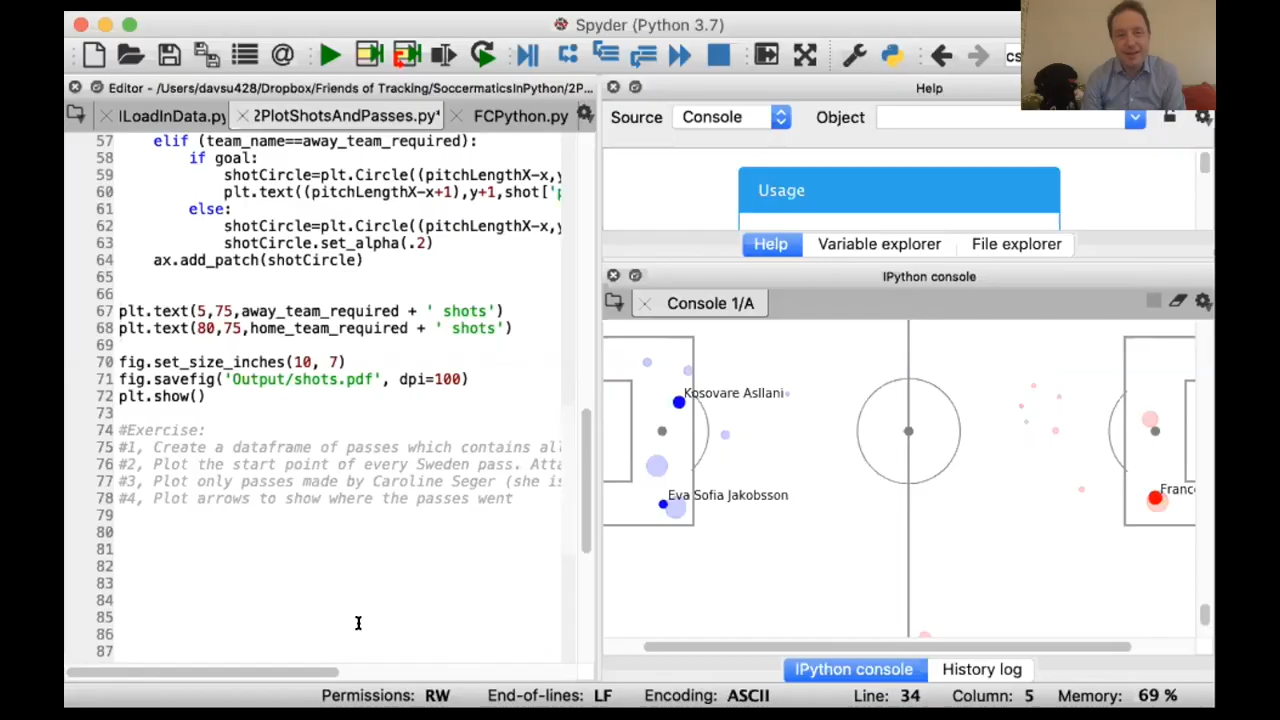 Spyder (Python 3.7)
Editor - /Users/davsu428/Dropbox/Friends of Tracking/SoccermaticsInPython/2P...
Help
ILoadInData.py
2PlotShotsAndPasses.py*
FCPython.py
Source
Console
Object
57 elif (team_name==away_team_required):
58 if goal:
59 shotCircle=plt.Circle((pitchLengthX-x,y
60 plt.text((pitchLengthX-x+1),y+1,shot['p
61 else:
62 shotCircle=plt.Circle((pitchLengthX-x,y
63 shotCircle.set_alpha(.2)
64 ax.add_patch(shotCircle)
65
66
67 plt.text(5,75,away_team_required + ' shots')
68 plt.text(80,75,home_team_required + ' shots')
69
70 fig.set_size_inches(10, 7)
71 fig.savefig('Output/shots.pdf', dpi=100)
72 plt.show()
73
74 #Exercise:
75 #1, Create a dataframe of passes which contains all
76 #2, Plot the start point of every Sweden pass. Atta
77 #3, Plot only passes made by Caroline Seger (she is
78 #4, Plot arrows to show where the passes went
79
80
81
82
83
84
85
86
87
Usage
Help
Variable explorer
File explorer
IPython console
Console 1/A
Kosovare Asllani
Eva Sofia Jakobsson
Franc
IPython console
History log
Permissions: RW
End-of-lines: LF
Encoding: ASCII
Line: 34
Column: 5
Memory: 69 %